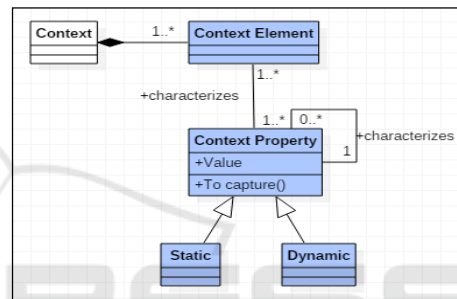 Context
1..*
Context Element
1..*
+characterizes
1..*
0..*
+characterizes
1
Context Property
+Value
+To capture()
Static
Dynamic